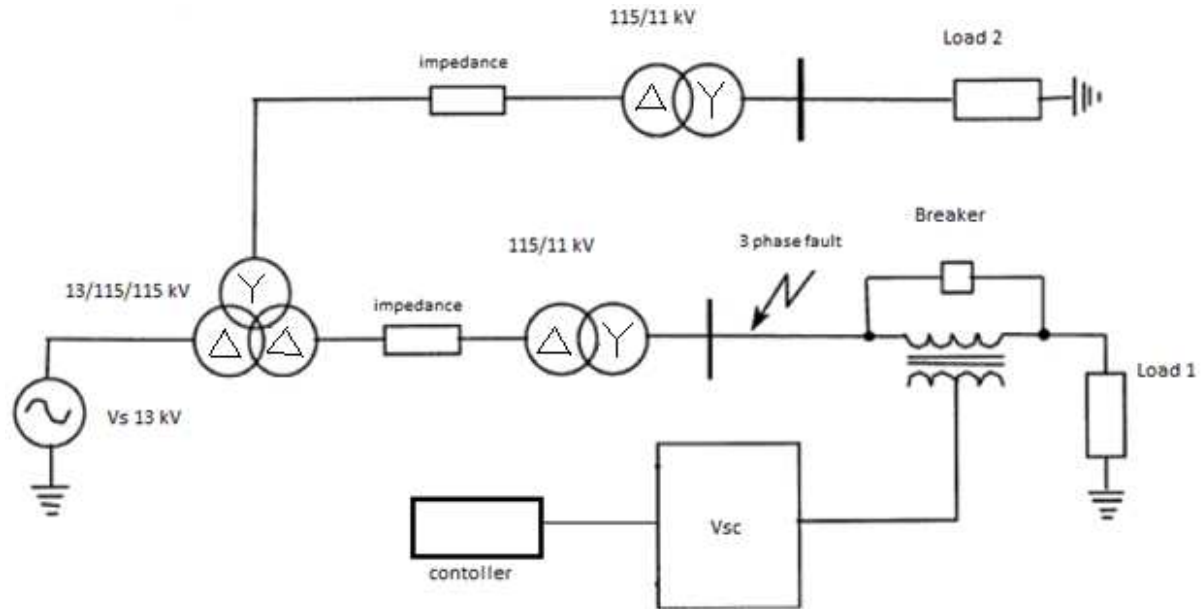 115/11 kV
Load 2
impedance
Breaker
3 phase fault
115/11 kV
13/115/115 kV
impedance
Load 1
Vs 13 kV
Vsc
contoller